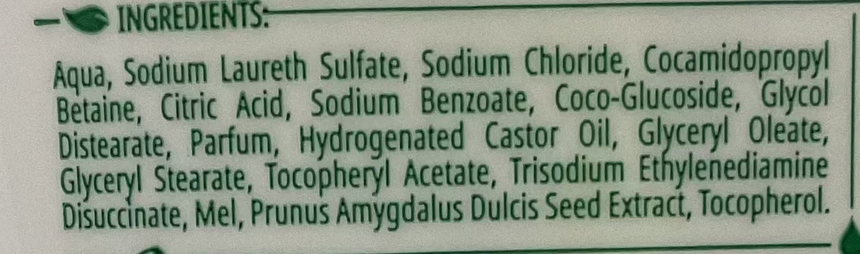 INGREDIENTS:
Aqua, Sodium Laureth Sulfate, Sodium Chloride, Cocamidopropyl
Betaine, Citric Acid, Sodium Benzoate, Coco-Glucoside, Glycol
Distearate, Parfum, Hydrogenated Castor Oil, Glyceryl Oleate,
Glyceryl Stearate, Tocopheryl Acetate, Trisodium Ethylenediamine
Disuccinate, Mel, Prunus Amygdalus Dulcis Seed Extract, Tocopherol.